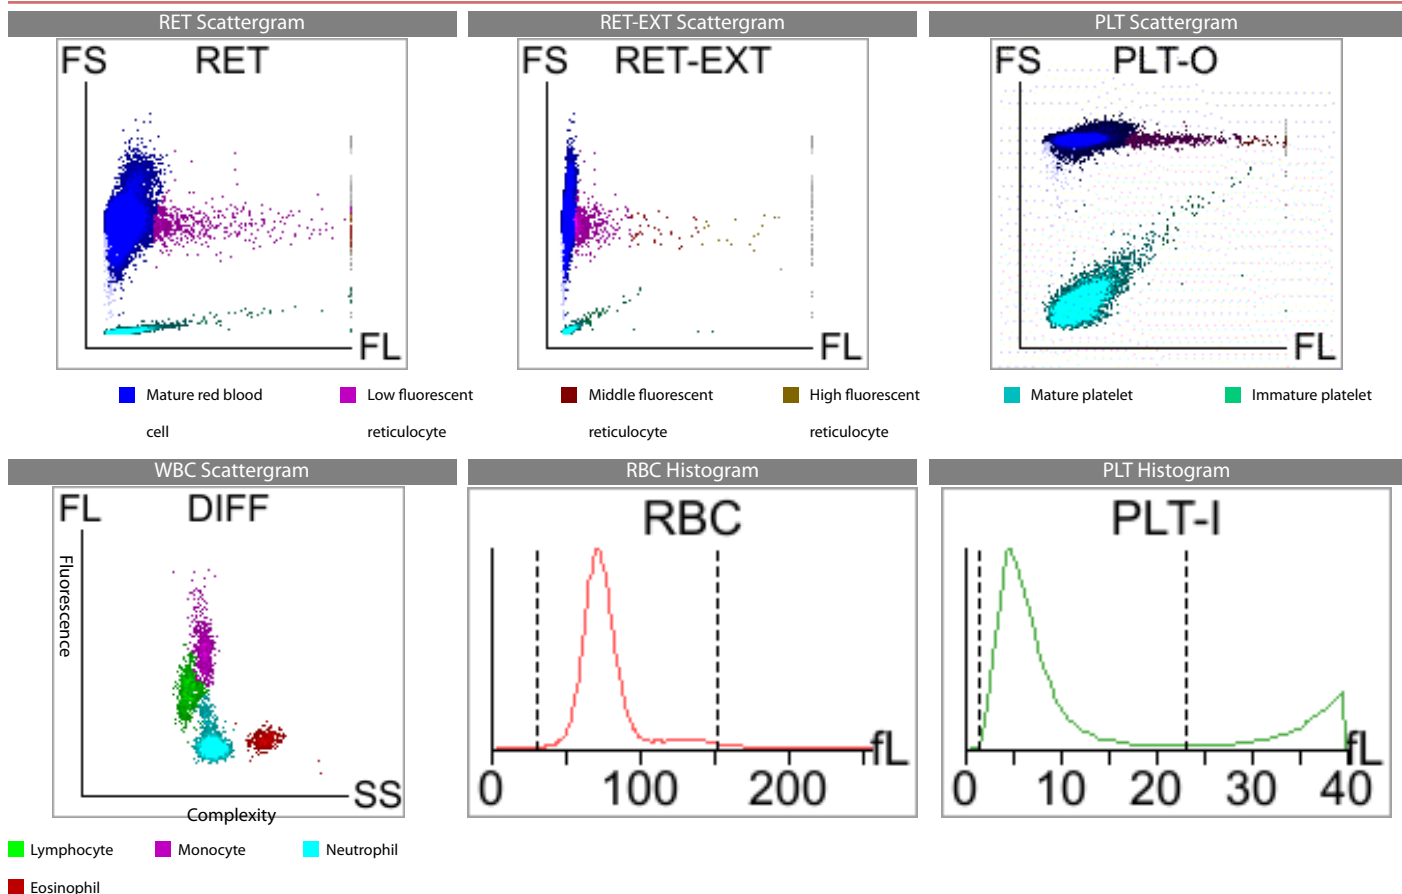 RET Scattergram
RET-EXT Scattergram
PLT Scattergram
FS RET
FL
FS RET-EXT
FL
FS PLT-O
FL
Mature red blood
cell
Low fluorescent
reticulocyte
Middle fluorescent
reticulocyte
High fluorescent
reticulocyte
Mature platelet
Immature platelet
WBC Scattergram
RBC Histogram
PLT Histogram
FL DIFF
Fluorescence
SS
Complexity
RBC
fL
0 100 200
PLT-I
fL
0 10 20 30 40
Lymphocyte
Monocyte
Neutrophil
Eosinophil